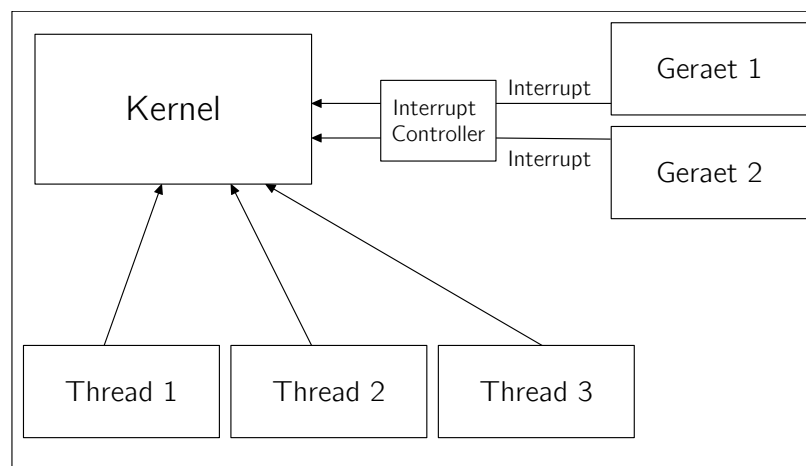 Kernel
Interrupt
Controller
Interrupt
Interrupt
Geraet 1
Geraet 2
Thread 1
Thread 2
Thread 3